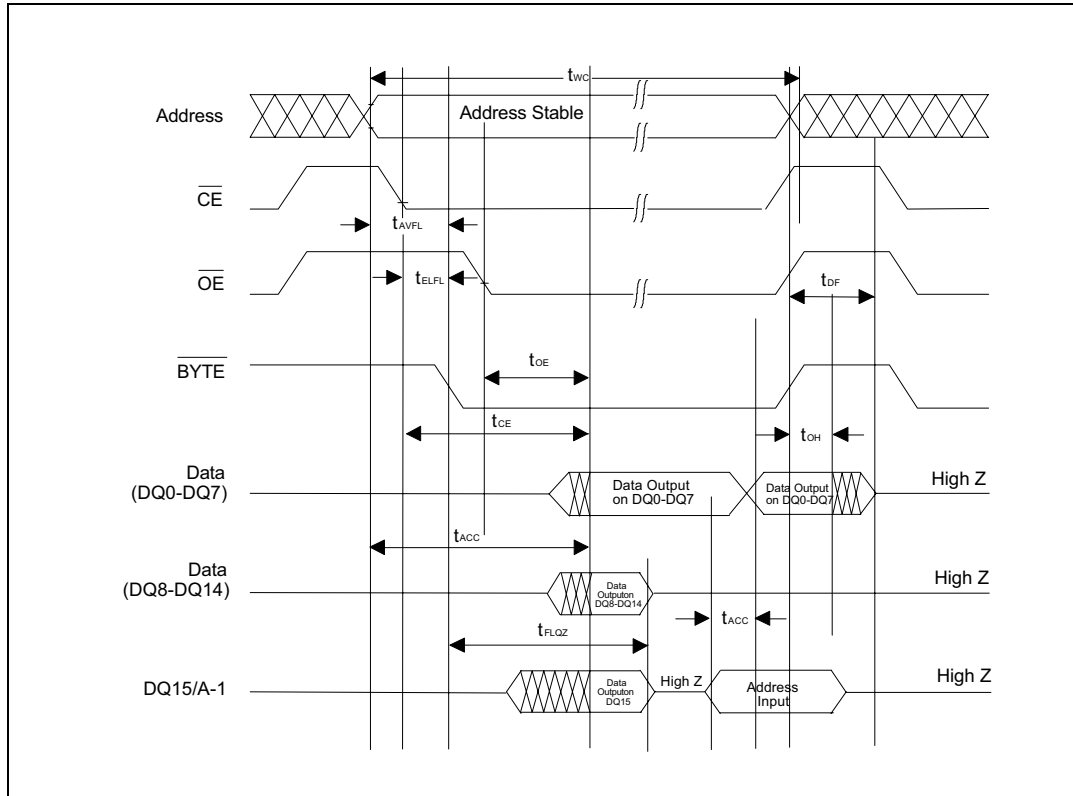 tWC
Address
Address Stable
CE
tAVFL
OE
tELFL
tDF
BYTE
tOE
tCE
tOH
Data
(DQ0-DQ7)
Data Output
on DQ0-DQ7
Data Output
on DQ0-DQ7
High Z
tACC
Data
(DQ8-DQ14)
Data
Outputon
DQ8-DQ14
High Z
tACC
tFLQZ
DQ15/A-1
Data
Outputon
DQ15
High Z
Address
Input
High Z